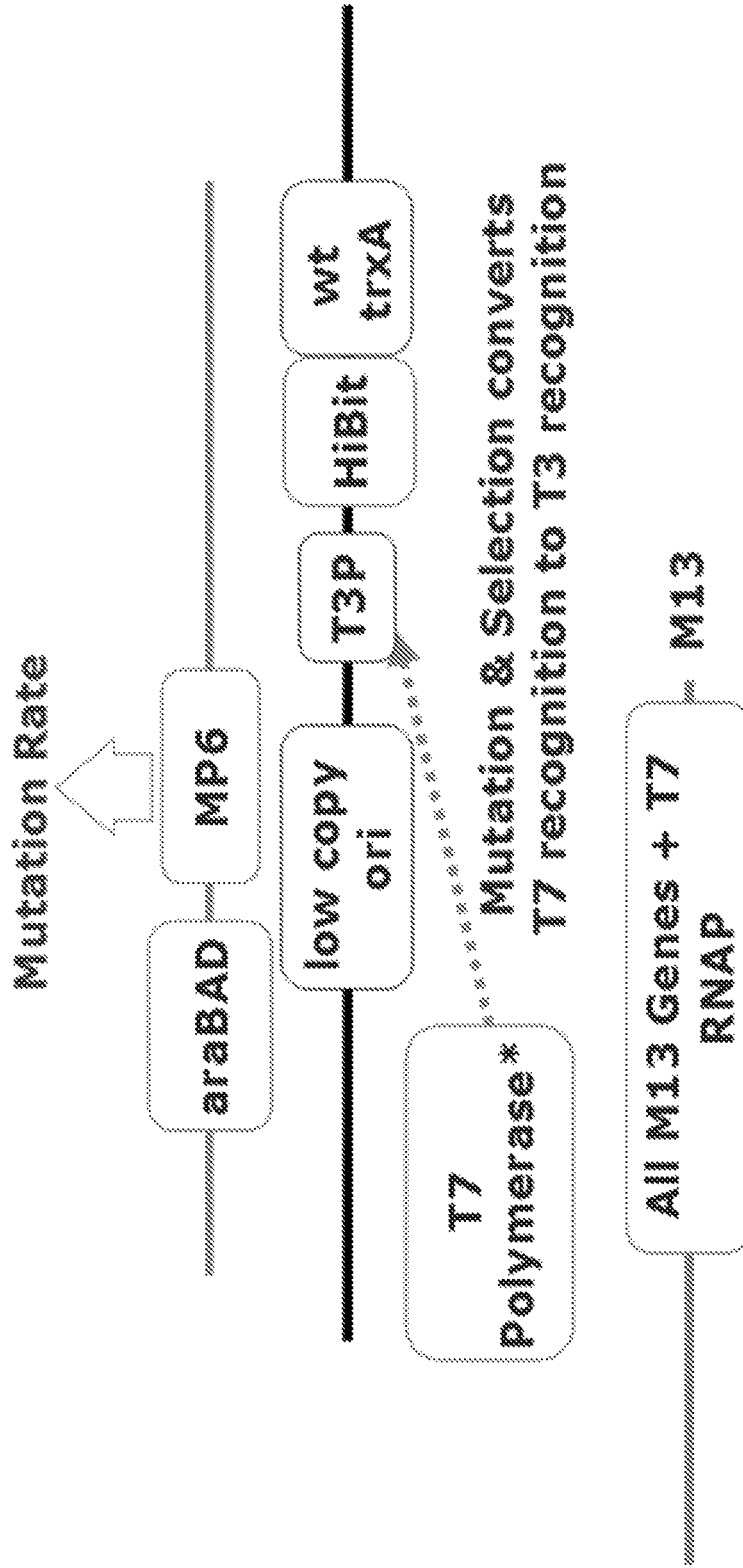 Mutation Rate
araBAD
MP6
low copy
ori
T3P
HiBit
wt
trxA
T7
Polymerase*
Mutation & Selection converts
T7 recognition to T3 recognition
All M13 Genes + T7
RNAP
M13